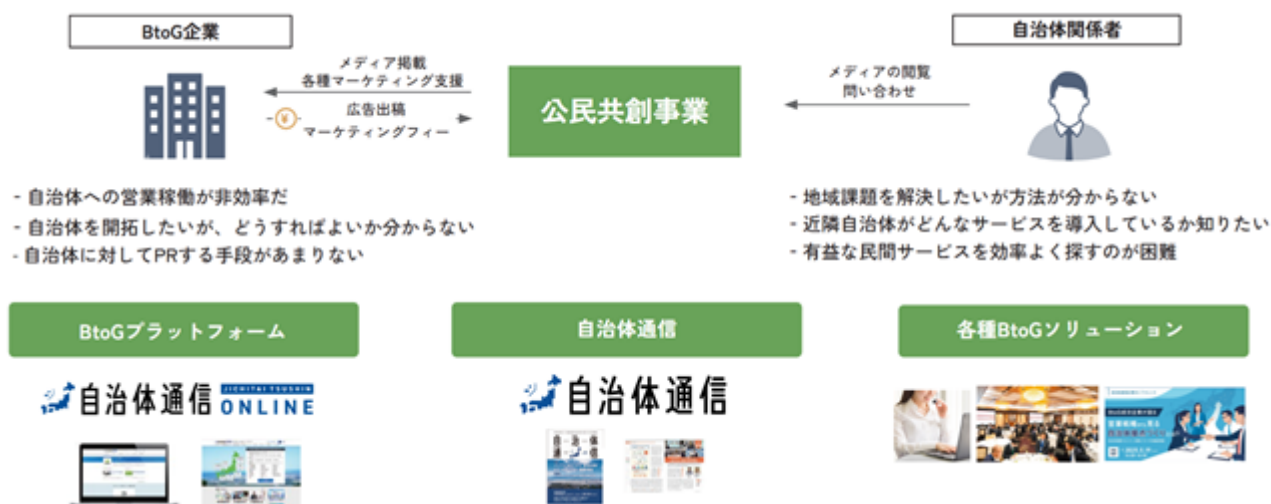 BtoG企業
自治体関係者
メディア掲載
各種マーケティング支援
広告出稿
マーケティングフィー
¥
公民共創事業
メディアの閲覧
問い合わせ
- 自治体への営業稼働が非効率だ
- 自治体を開拓したいが、どうすればよいか分からない
- 自治体に対してPRする手段があまりない
- 地域課題を解決したいが方法が分からない
- 近隣自治体がどんなサービスを導入しているか知りたい
- 有益な民間サービスを効率よく探すのが困難
BtoGプラットフォーム
自治体通信
各種BtoGソリューション
自治体通信 JICHITAI TSUSHIN
ONLINE
自治体通信
自治体通信